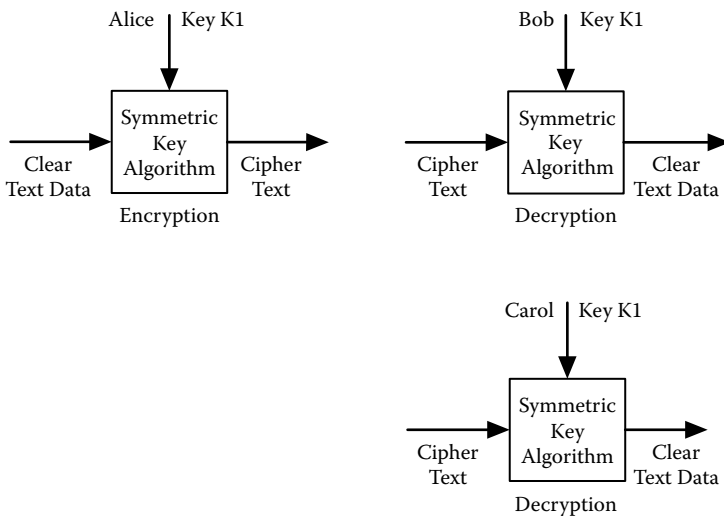 Alice Key K1
Symmetric
Key
Algorithm
Clear
Text Data
Cipher
Text
Encryption
Bob Key K1
Symmetric
Key
Algorithm
Cipher
Text
Clear
Text Data
Decryption
Carol Key K1
Symmetric
Key
Algorithm
Cipher
Text
Clear
Text Data
Decryption